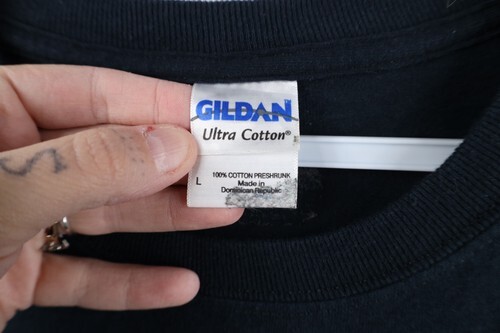 GILDAN
Ultra Cotton®
100% COTTON PRESHRUNK
L
Made in
Dominican Republic